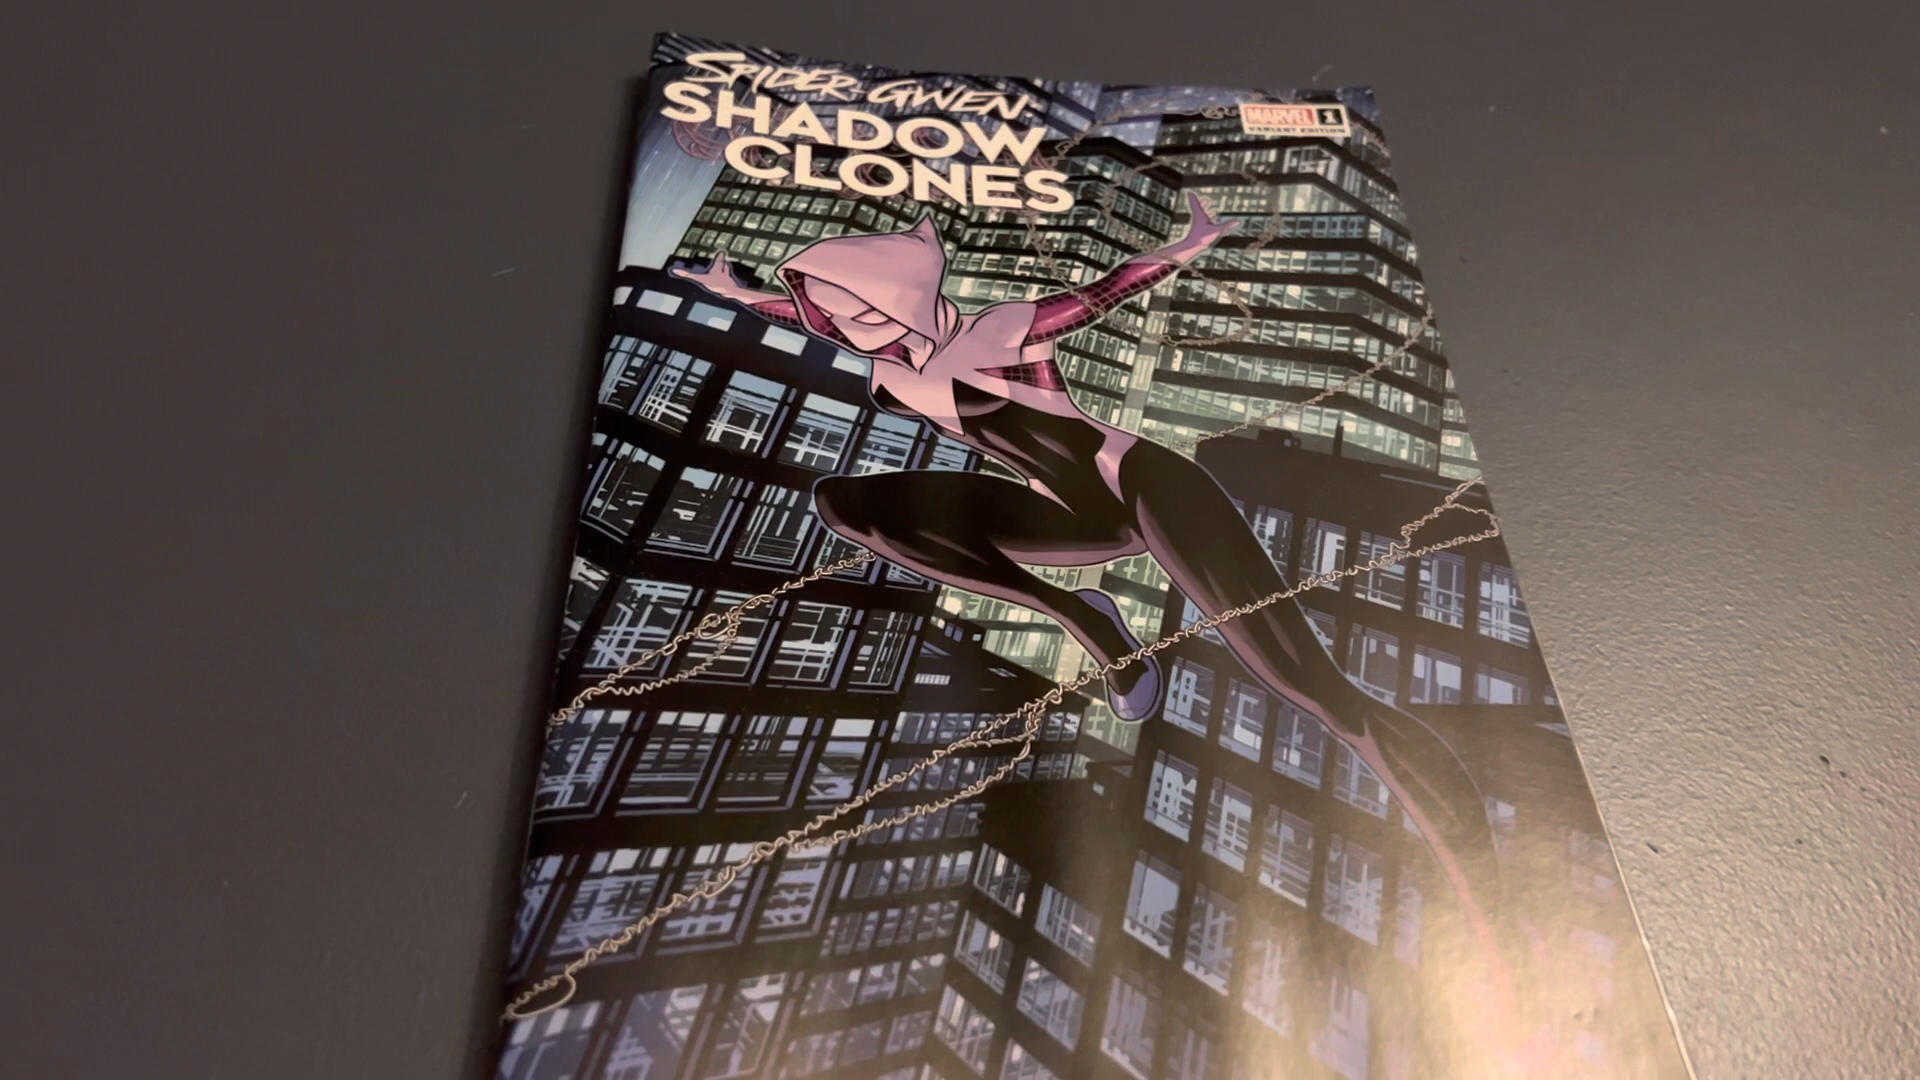 SPIDER-GWEN:
SHADOW
CLONES
MARVEL 1
VARIANT EDITION